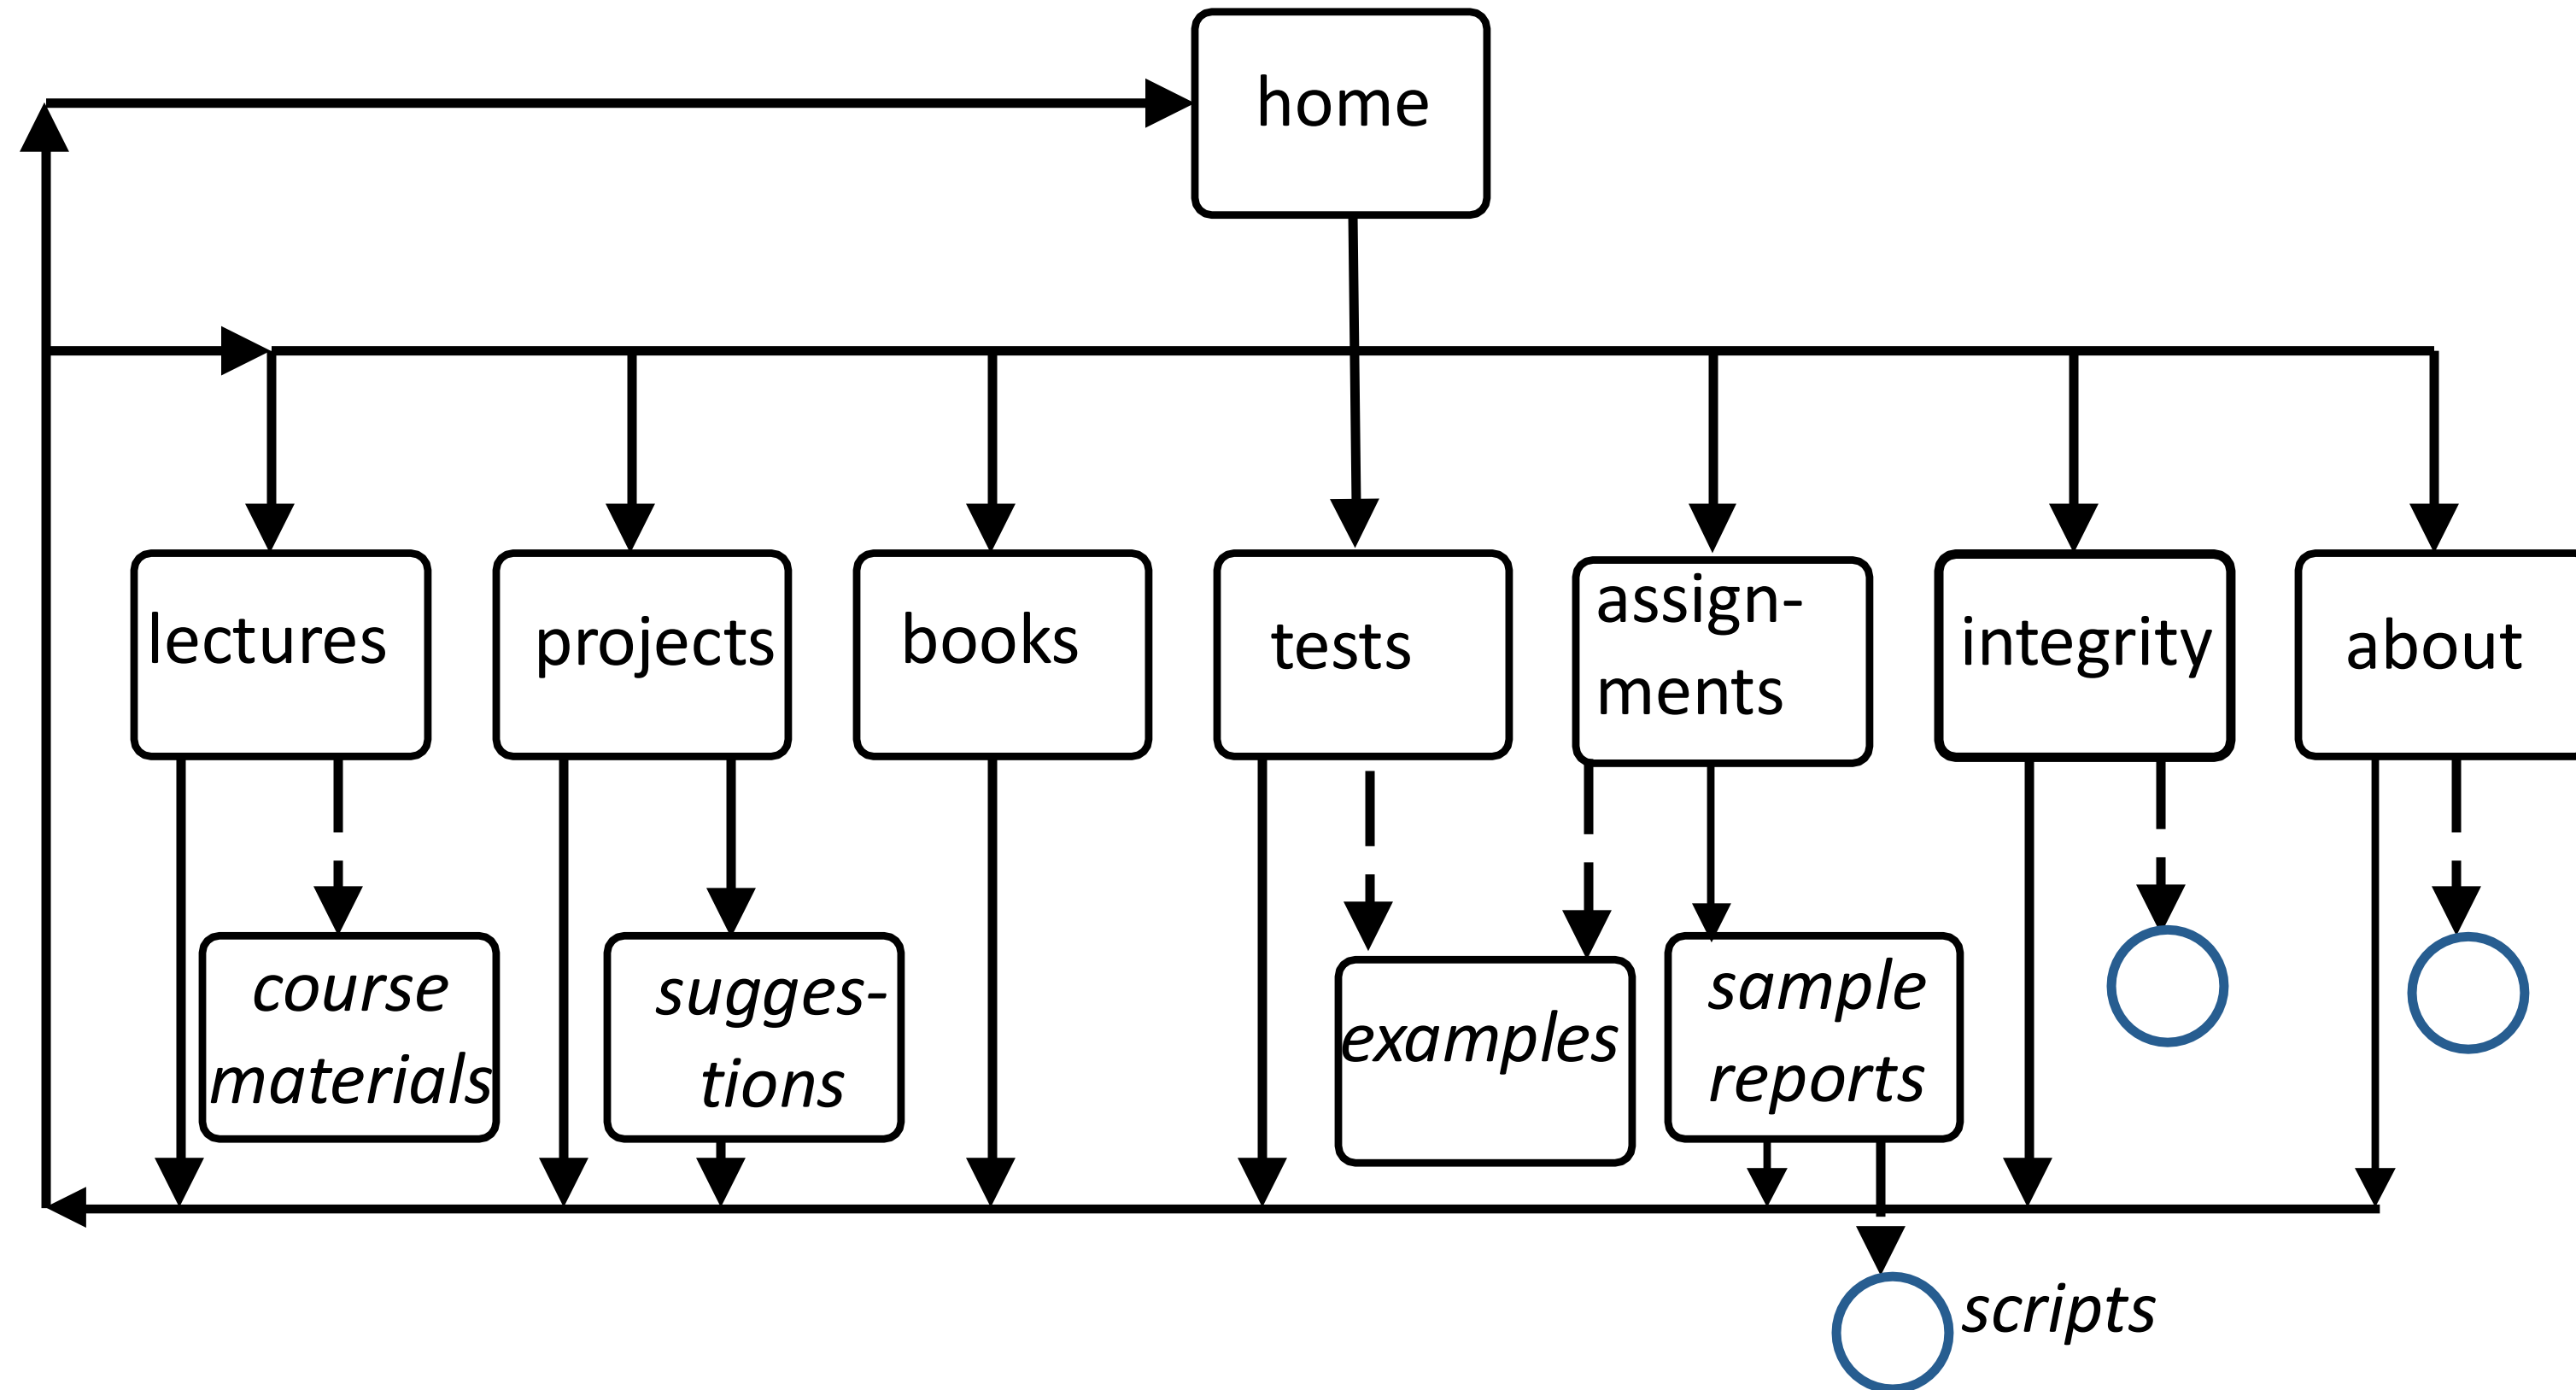 home
lectures
projects
books
tests
assign-
ments
integrity
about
course
materials
sugges-
tions
examples
sample
reports
scripts